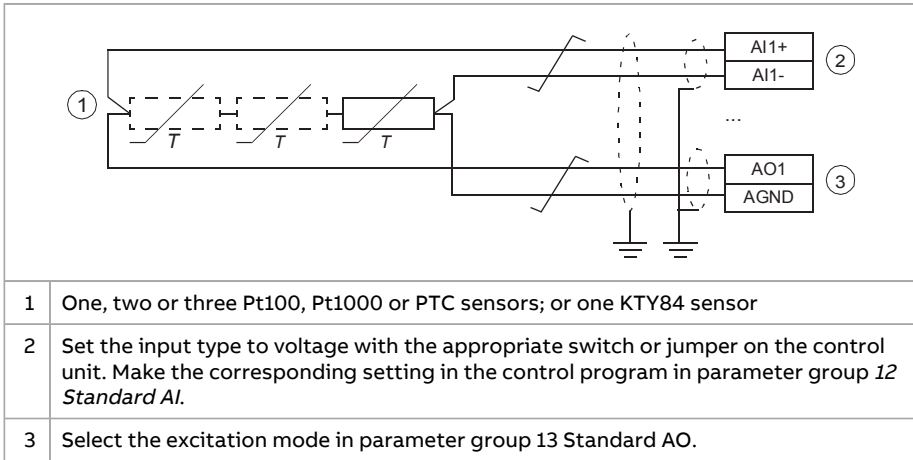 AI1+
2
AI1-
1
...
T
T
T
AO1
3
AGND
1 One, two or three Pt100, Pt1000 or PTC sensors; or one KTY84 sensor
2 Set the input type to voltage with the appropriate switch or jumper on the control
unit. Make the corresponding setting in the control program in parameter group 12
Standard AI.
3 Select the excitation mode in parameter group 13 Standard AO.